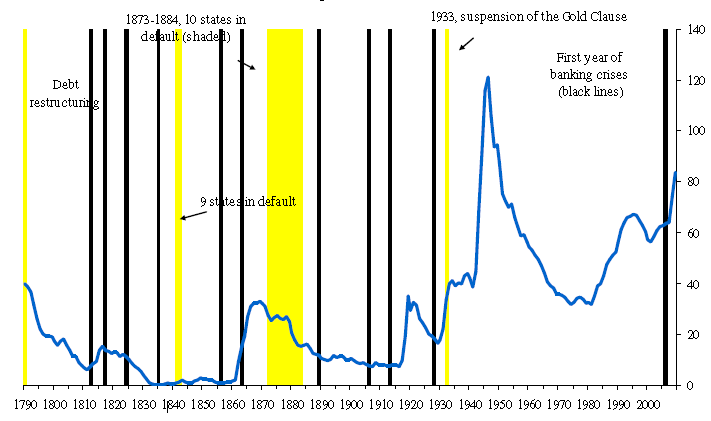 1873-1884, 10 states in
default (shaded)
1933, suspension of the Gold Clause
Debt
restructuring
First year of
banking crises
(black lines)
9 states in default
140
120
100
80
60
40
20
0
1790 1800 1810 1820 1830 1840 1850 1860 1870 1880 1890 1900 1910 1920 1930 1940 1950 1960 1970 1980 1990 2000